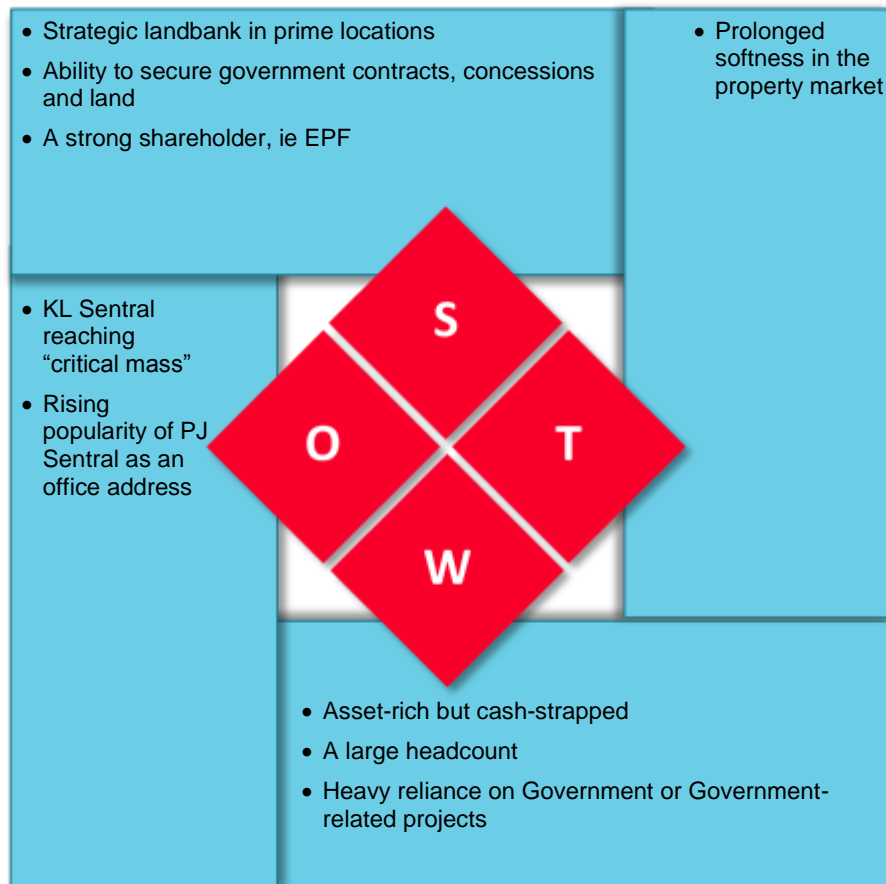 • Strategic landbank in prime locations
• Ability to secure government contracts, concessions
and land
• A strong shareholder, ie EPF
• Prolonged
softness in the
property market
• KL Sentral
reaching
“critical mass”
• Rising
popularity of PJ
Sentral as an
office address
S
O
T
W
• Asset-rich but cash-strapped
• A large headcount
• Heavy reliance on Government or Government-
related projects